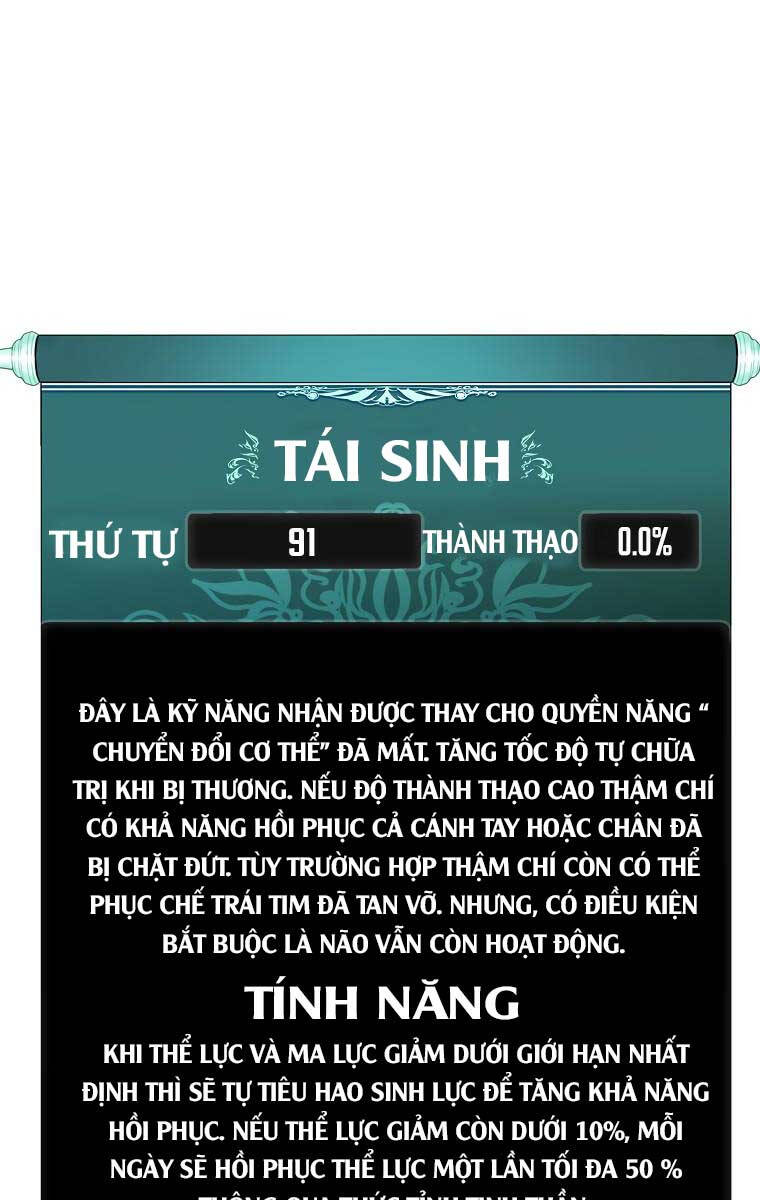 TÁI SINH
THỨ TỰ 91 THÀNH THẠO 0.0%
ĐÂY LÀ KỸ NĂNG NHẬN ĐƯỢC THAY CHO QUYỀN NĂNG “
CHUYỂN ĐỔI CƠ THỂ” ĐÃ MẤT. TĂNG TỐC ĐỘ TỰ CHỮA
TRỊ KHI BỊ THƯƠNG. NẾU ĐỘ THÀNH THẠO CAO THẬM CHÍ
CÓ KHẢ NĂNG HỒI PHỤC CẢ CÁNH TAY HOẶC CHÂN ĐÃ
BỊ CHẶT ĐỨT. TÙY TRƯỜNG HỢP THẬM CHÍ CÒN CÓ THỂ
PHỤC CHẾ TRÁI TIM ĐÃ TAN VỠ. NHƯNG, CÓ ĐIỀU KIỆN
BẮT BUỘC LÀ NÃO VẪN CÒN HOẠT ĐỘNG.
TÍNH NĂNG
KHI THỂ LỰC VÀ MA LỰC GIẢM DƯỚI GIỚI HẠN NHẤT
ĐỊNH THÌ SẼ TỰ TIÊU HAO SINH LỰC ĐỂ TĂNG KHẢ NĂNG
HỒI PHỤC. NẾU THỂ LỰC GIẢM CÒN DƯỚI 10%, MỖI
NGÀY SẼ HỒI PHỤC THỂ LỰC MỘT LẦN TỐI ĐA 50 %
THÔNG QUA THỨC TỈNH TINH THẦN